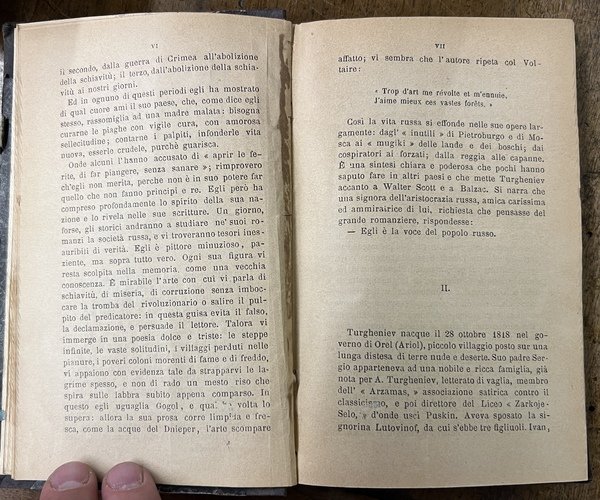 VI
il secondo, dalla guerra di Crimea all'abolizione
della schiavitù; il terzo, dall'abolizione della schia-
vitù ai nostri giorni.
Ed in ognuno di questi periodi egli ha mostrato
di qual cuore ami il suo paese, che, come dice egli
stesso, rassomiglia ad una madre malata: bisogna
curarne le piaghe con vigile cura, con amorosa
sollecitudine; contarne i palpiti, infonderle vita
nuova, esserle crudele, purchè guarisca.
Onde alcuni l'hanno accusato di « aprire le fe-
rite, di far piangere, senza sanare »; rimprovero
ch'egli non merita, perchè non è in suo potere far
quello che non fanno principi e re. Egli però ha
compreso profondamente lo spirito della sua na-
zione e lo rivela nelle sue scritture. Un giorno,
forse, gli storici andranno a studiare ne' suoi ro-
manzi la società russa, e vi troveranno tesori ines-
auribili di verità. Egli è pittore minuzioso, pa-
ziente, ma sopra tutto vero. Ogni sua figura vi
resta scolpita nella memoria, come una vecchia
conoscenza. È mirabile l'arte con cui vi parla di
schiavitù, di miseria, di corruzione senza imboc-
care la tromba del rivoluzionario o salire il pul-
pito del predicatore: in questa guisa evita il falso,
la declamazione, e persuade il lettore. Talora vi
immerge in una poesia dolce e triste: le steppe
infinite, le vaste solitudini, i villaggi perduti nelle
pianure, i poveri coloni morenti di fame e di freddo,
vi appaiono con evidenza tale da strapparvi le la-
grime spesso, e non di rado un mesto riso che
spira sulle labbra subito appena comparso. In
questo egli uguaglia Gogol, e qualche volta lo
supera: allora la sua prosa corre limpida e fre-
sca, come la acque del Dnieper, l'arte scompare
VII
affatto; vi sembra che l'autore ripeta col Vol-
taire:
« Trop d'art me révolte et m'ennuie,
J'aime mieux ces vastes forêts. »
Così la vita russa si effonde nelle sue opere lar-
gamente: dagl' « inutili » di Pietroburgo e di Mo-
sca ai « mugiki » delle lande e dei boschi; dai
cospiratori ai forzati; dalla reggia alle capanne.
È una sintesi chiara e poderosa che pochi hanno
saputo fare in altri paesi e che mette Turgheniev
accanto a Walter Scott e a Balzac. Si narra che
una signora dell'aristocrazia russa, amica carissima
ed ammiratrice di lui, richiesta che pensasse del
grande romanziere, rispondesse:
— Egli è la voce del popolo russo.
II.
Turgheniev nacque il 28 ottobre 1818 nel go-
verno di Orel (Ariol), piccolo villaggio posto su una
lunga distesa di terre nude e deserte. Suo padre Ser-
gio apparteneva ad una nobile e ricca famiglia, già
nota per A. Turgheniev, letterato di vaglia, membro
dell' « Arzamas, » associazione satirica contro il
classicismo, e poi direttore del Liceo « Zarkoje-
Selo, » d'onde uscì Puskin. Aveva sposato la si-
gnorina Lutovinof, da cui s'ebbe tre figliuoli. Ivan,